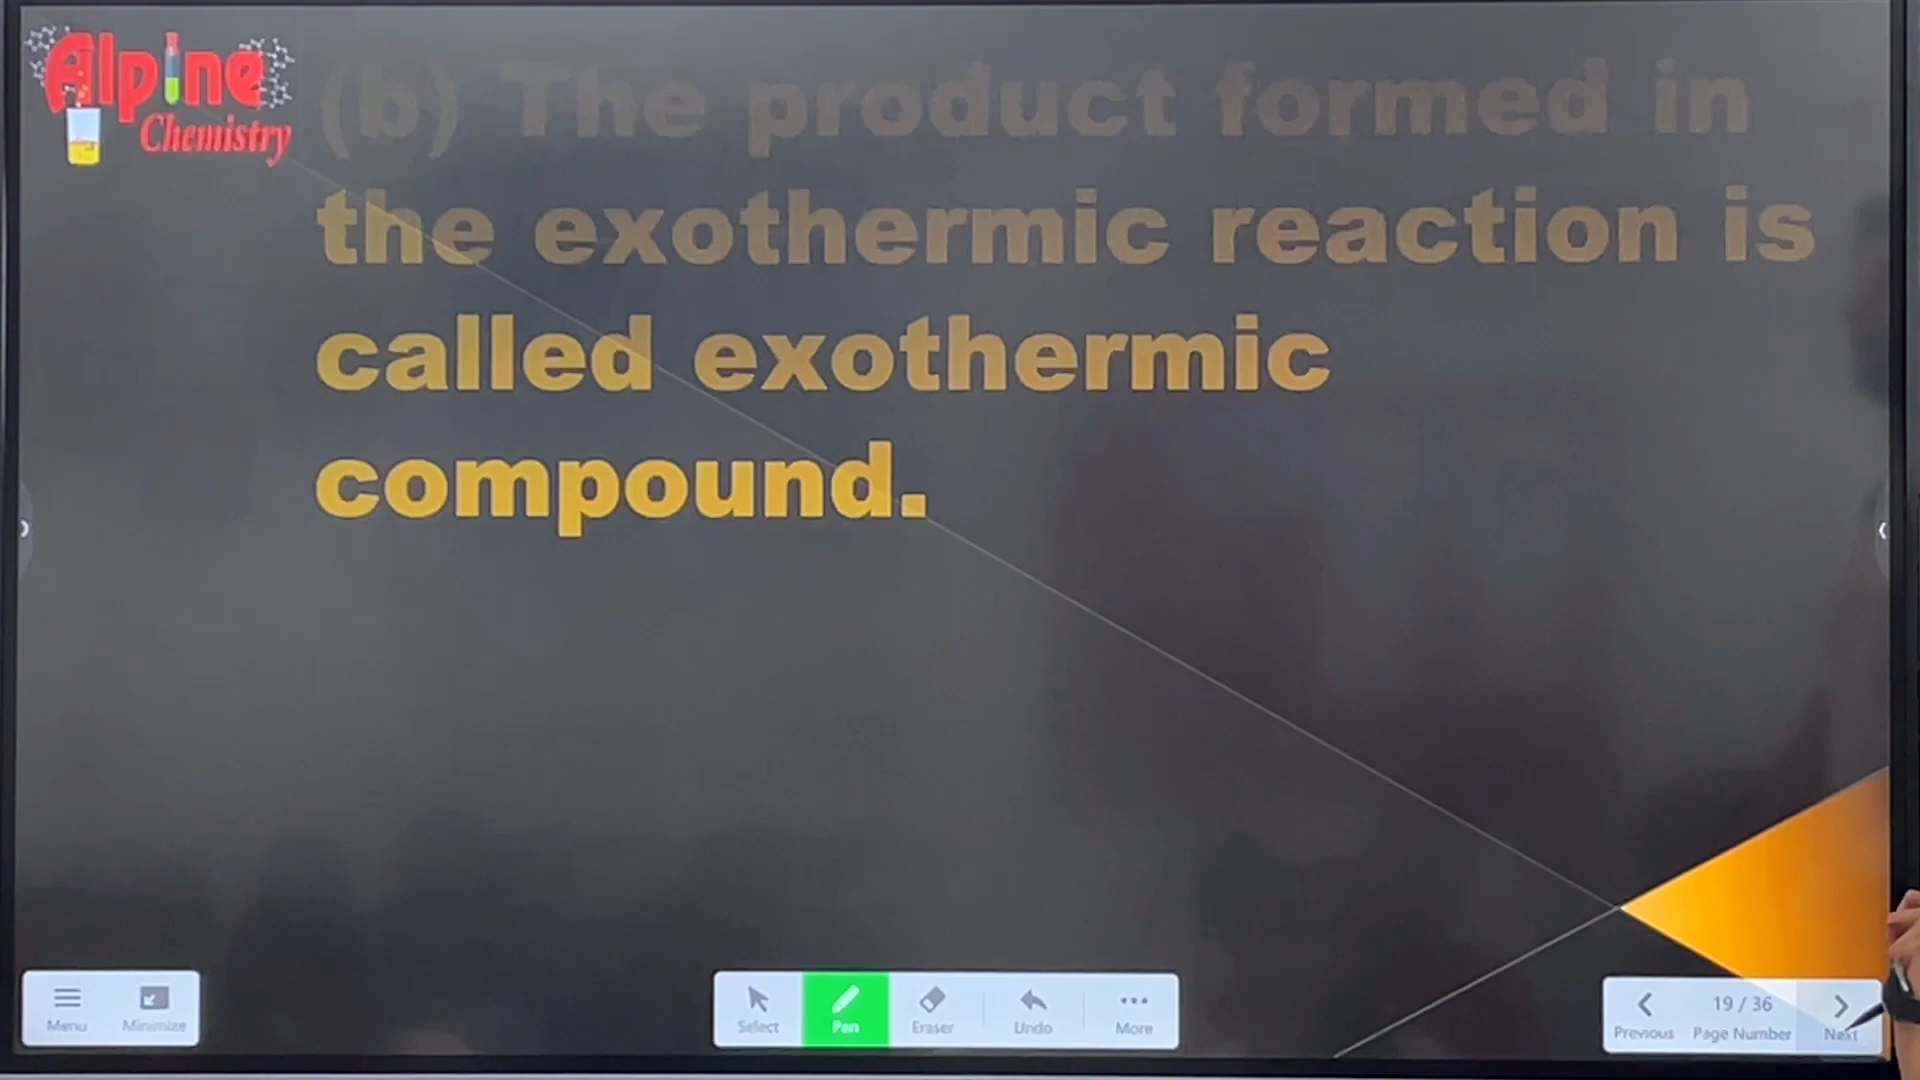 Alpine
Chemistry
(b) The product formed in
the exothermic reaction is
called exothermic
compound.
Menu
Minimize
Select
Pen
Eraser
Undo
More
Previous
19 / 36
Page Number
Next